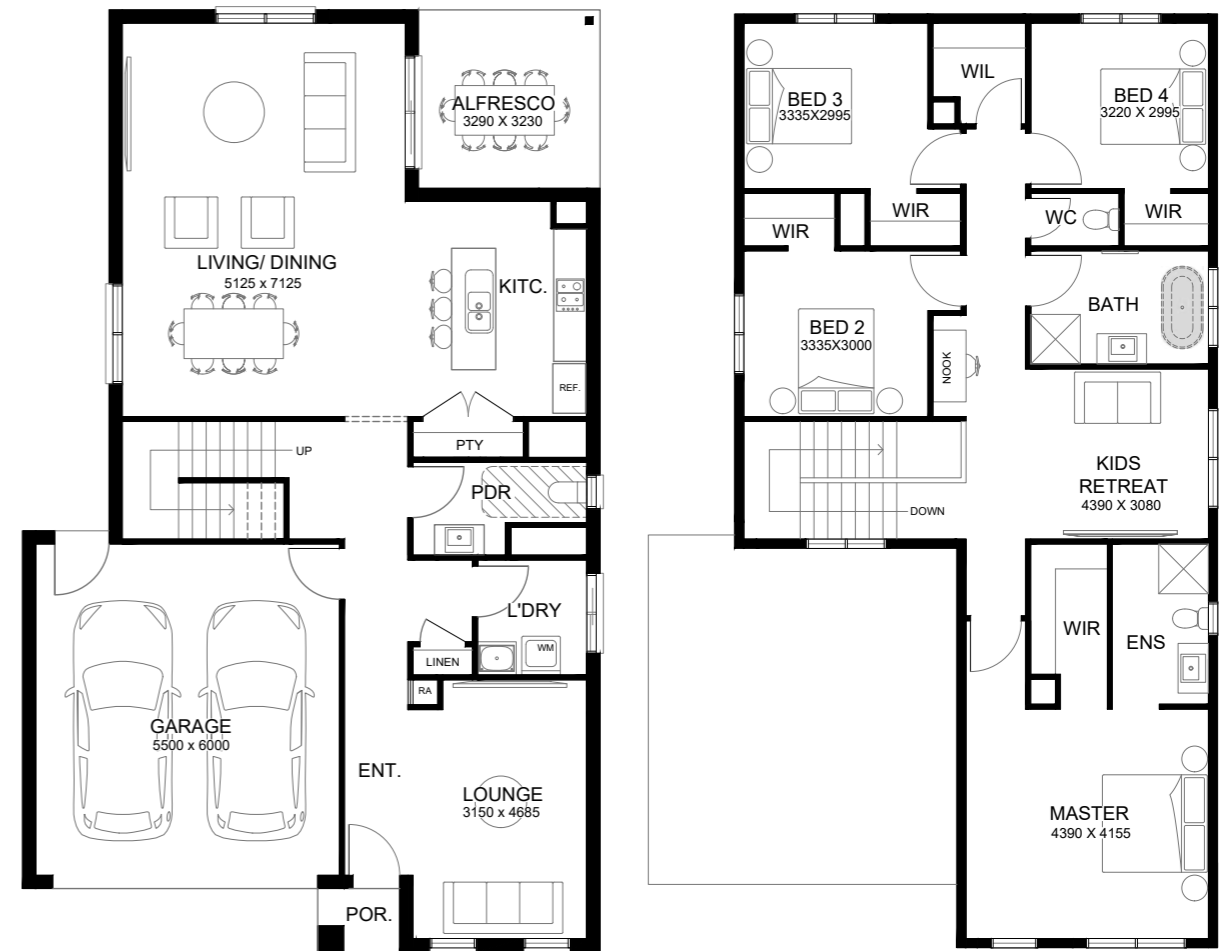 ALFRESCO
3290 X 3230
LIVING/ DINING
5125 x 7125
KITC.
REF.
PTY
UP
PDR
L'DRY
WM
LINEN
RA
GARAGE
5500 x 6000
ENT.
LOUNGE
3150 x 4685
POR.
BED 3
3335X2995
WIL
BED 4
3220 X 2995
WIR
WIR
WC
WIR
BATH
BED 2
3335X3000
NOOK
KIDS
RETREAT
4390 X 3080
DOWN
WIR
ENS
MASTER
4390 X 4155